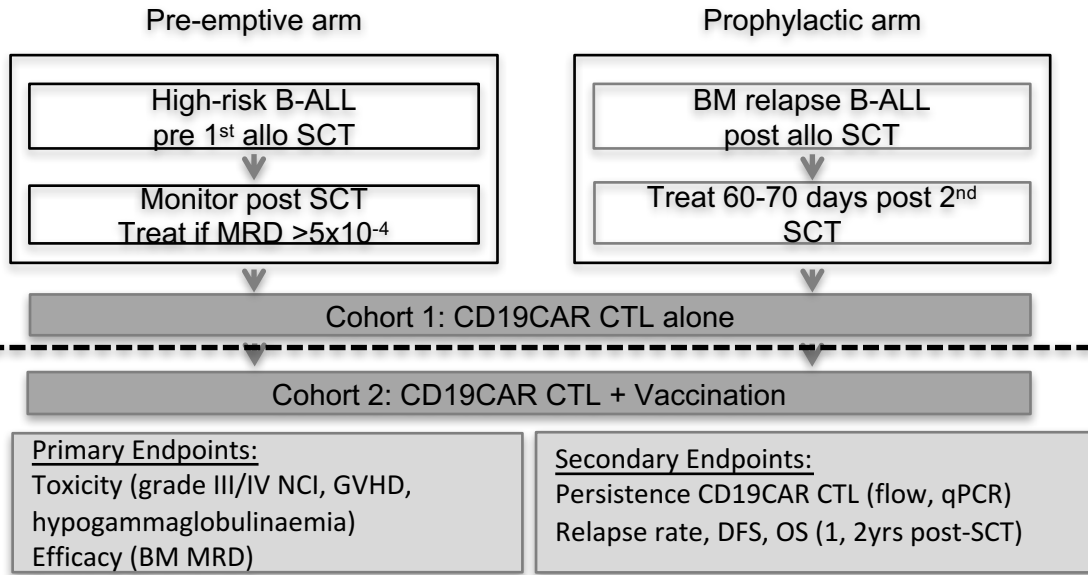 Pre-emptive arm
Prophylactic arm
High-risk B-ALL
pre 1st allo SCT
Monitor post SCT
Treat if MRD >5x10-4
BM relapse B-ALL
post allo SCT
Treat 60-70 days post 2nd
SCT
Cohort 1: CD19CAR CTL alone
Cohort 2: CD19CAR CTL + Vaccination
Primary Endpoints:
Toxicity (grade III/IV NCI, GVHD,
hypogammaglobulinaemia)
Efficacy (BM MRD)
Secondary Endpoints:
Persistence CD19CAR CTL (flow, qPCR)
Relapse rate, DFS, OS (1, 2yrs post-SCT)